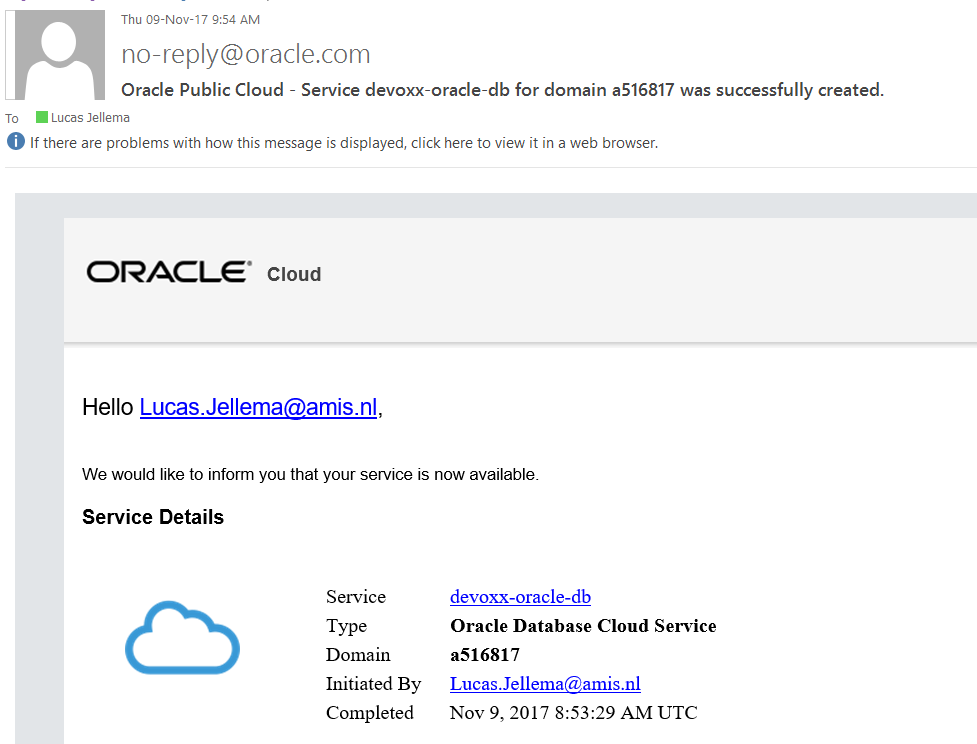 Thu 09-Nov-17 9:54 AM
no-reply@oracle.com
Oracle Public Cloud - Service devoxx-oracle-db for domain a516817 was successfully created.
To Lucas Jellema
If there are problems with how this message is displayed, click here to view it in a web browser.
ORACLE® Cloud
Hello Lucas.Jellema@amis.nl,
We would like to inform you that your service is now available.
Service Details
Service devoxx-oracle-db
Type Oracle Database Cloud Service
Domain a516817
Initiated By Lucas.Jellema@amis.nl
Completed Nov 9, 2017 8:53:29 AM UTC